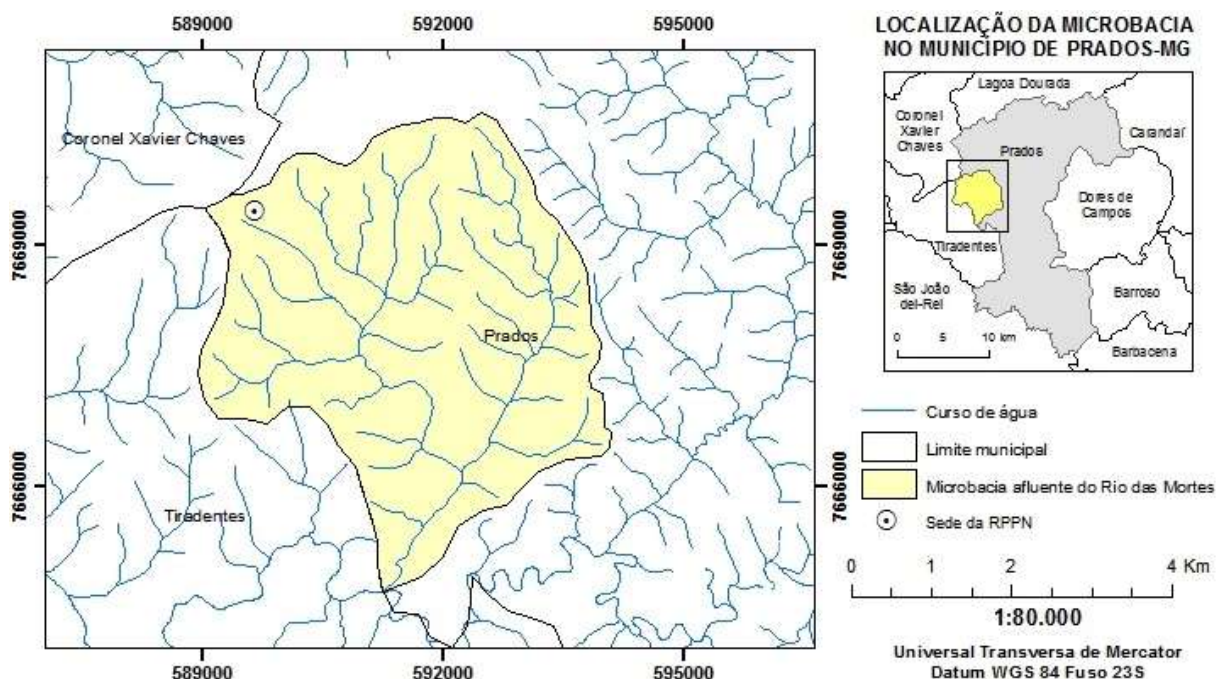 589000
592000
595000
7669000
7666000
Coronel Xavier Chaves
Prados
Tiradentes
7669000
7666000
589000
592000
595000
LOCALIZAÇÃO DA MICROBACIA
NO MUNICÍPIO DE PRADOS-MG
Lagoa Dourada
Coronel
Xavier
Chaves
Carandaí
Prados
Dores de
Campos
Tiradentes
São João
del-Rei
Barroso
0 5 10 km
Barbacena
Curso de água
Limite municipal
Microbacia afluente do Rio das Mortes
Sede da RPPN
0 1 2 4 Km
1:80.000
Universal Transversa de Mercator
Datum WGS 84 Fuso 23S